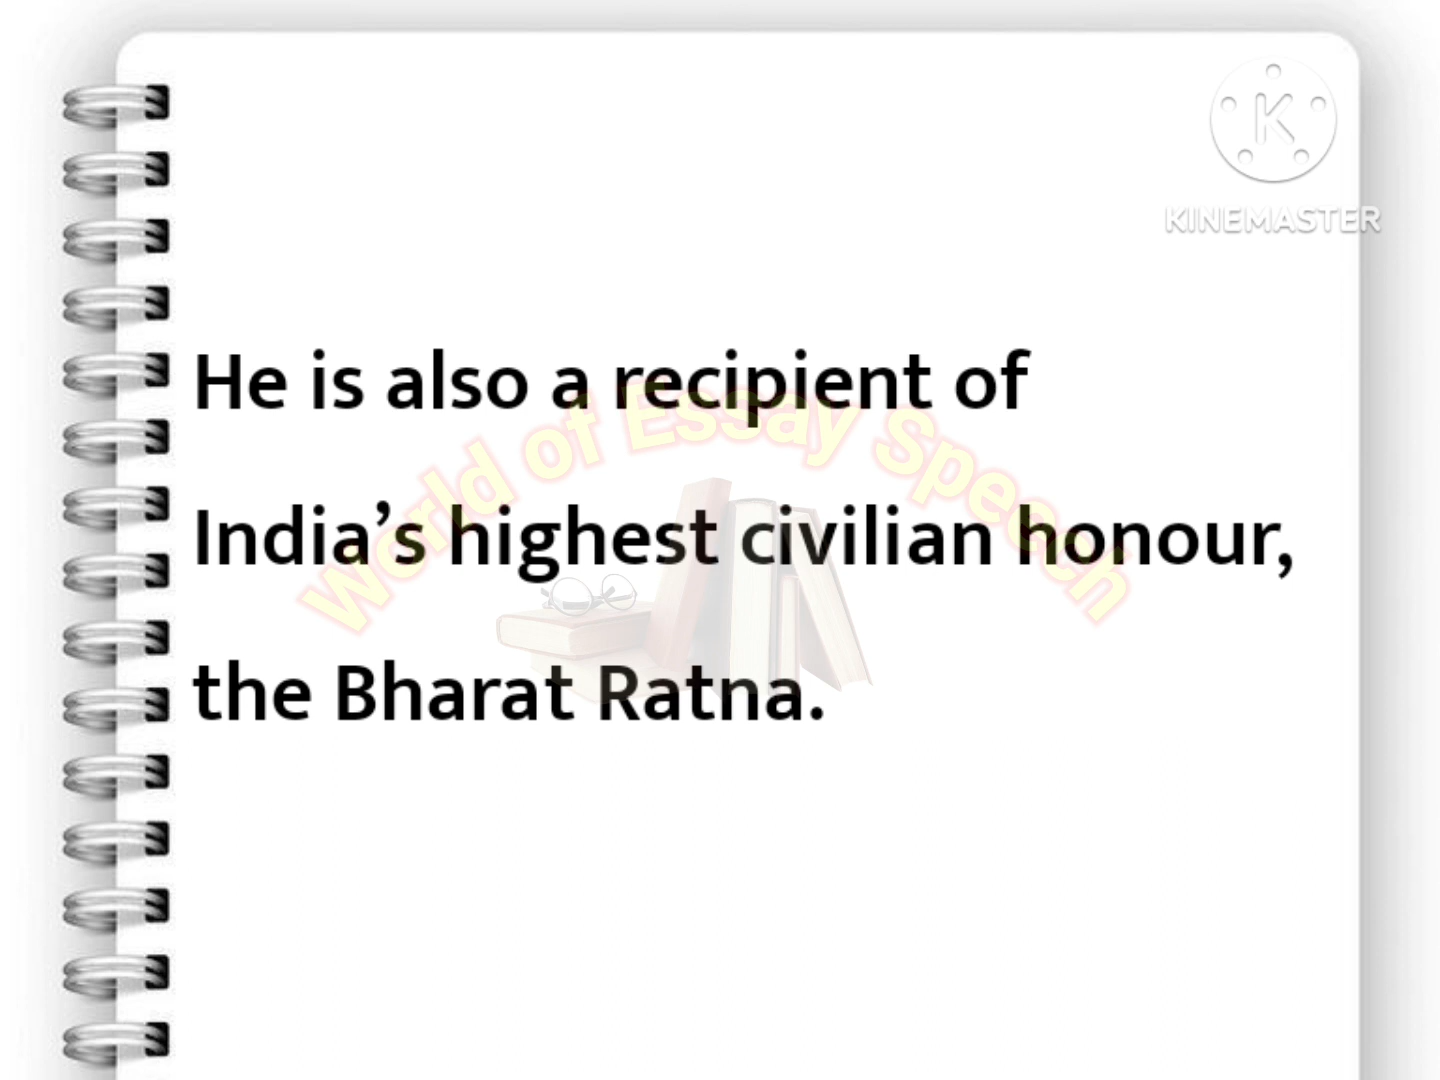 KINEMASTER
He is also a recipient of
World of Essay Speech
India’s highest civilian honour,
the Bharat Ratna.